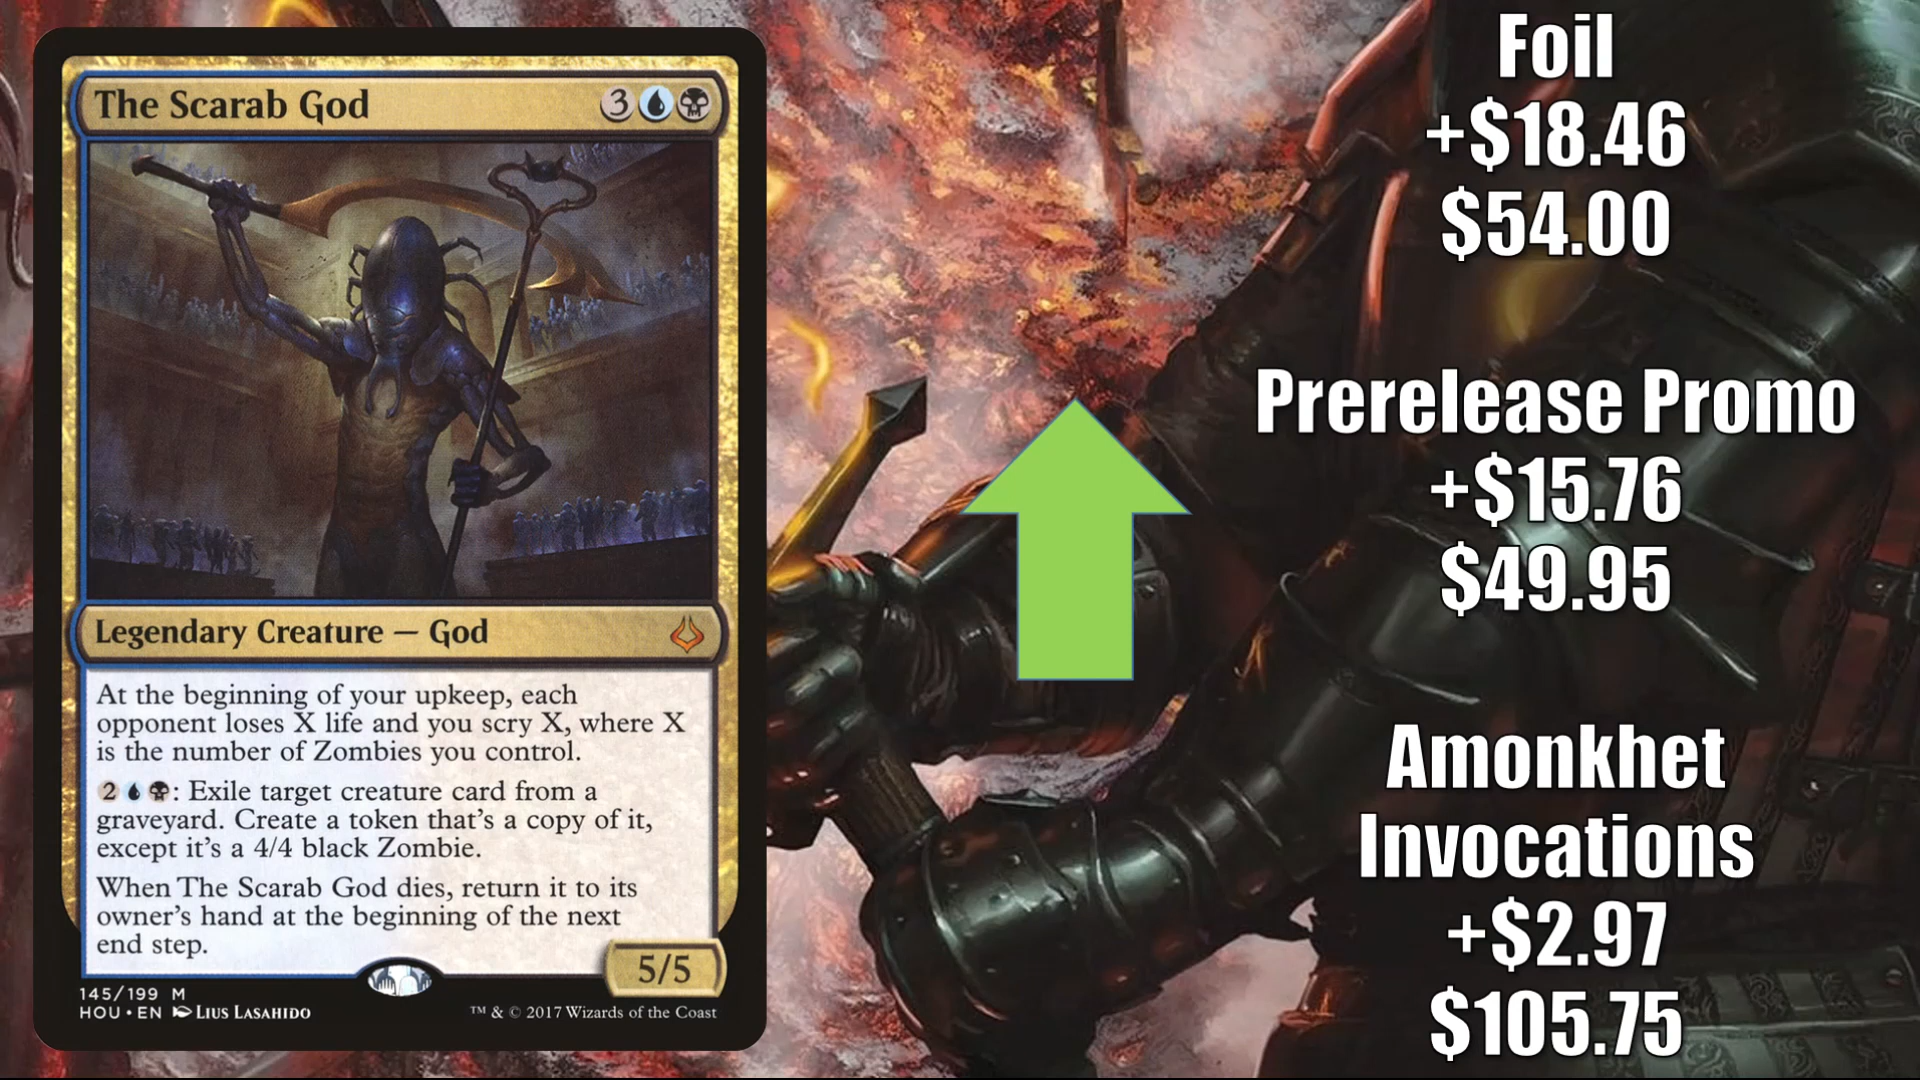 The Scarab God 3
Legendary Creature — God
At the beginning of your upkeep, each
opponent loses X life and you scry X, where X
is the number of Zombies you control.
2 : Exile target creature card from a
graveyard. Create a token that's a copy of it,
except it's a 4/4 black Zombie.
When The Scarab God dies, return it to its
owner's hand at the beginning of the next
end step.
5/5
145/199 M
HOU • EN LIUS LASAHIDO
™ & © 2017 Wizards of the Coast
Foil
+$18.46
$54.00
Prerelease Promo
+$15.76
$49.95
Amonkhet
Invocations
+$2.97
$105.75